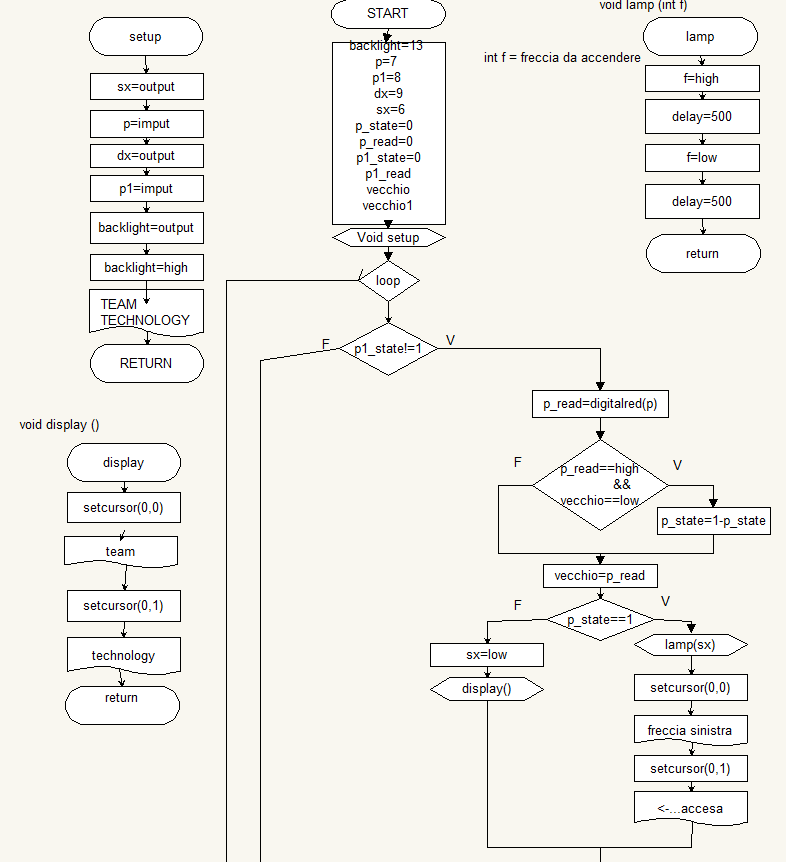 setup
sx=output
p=imput
dx=output
p1=imput
backlight=output
backlight=high
TEAM
TECHNOLOGY
RETURN
void display ()
display
setcursor(0,0)
team
setcursor(0,1)
technology
return
START
backlight=13
p=7
p1=8
dx=9
sx=6
p_state=0
p_read=0
p1_state=0
p1_read
vecchio
vecchio1
Void setup
loop
F
p1_state!=1
V
p_read=digitalred(p)
F
p_read==high
&&
vecchio==low
V
p_state=1-p_state
vecchio=p_read
F
p_state==1
V
sx=low
display()
lamp(sx)
setcursor(0,0)
freccia sinistra
setcursor(0,1)
<-...accesa
void lamp (int f)
int f = freccia da accendere
lamp
f=high
delay=500
f=low
delay=500
return